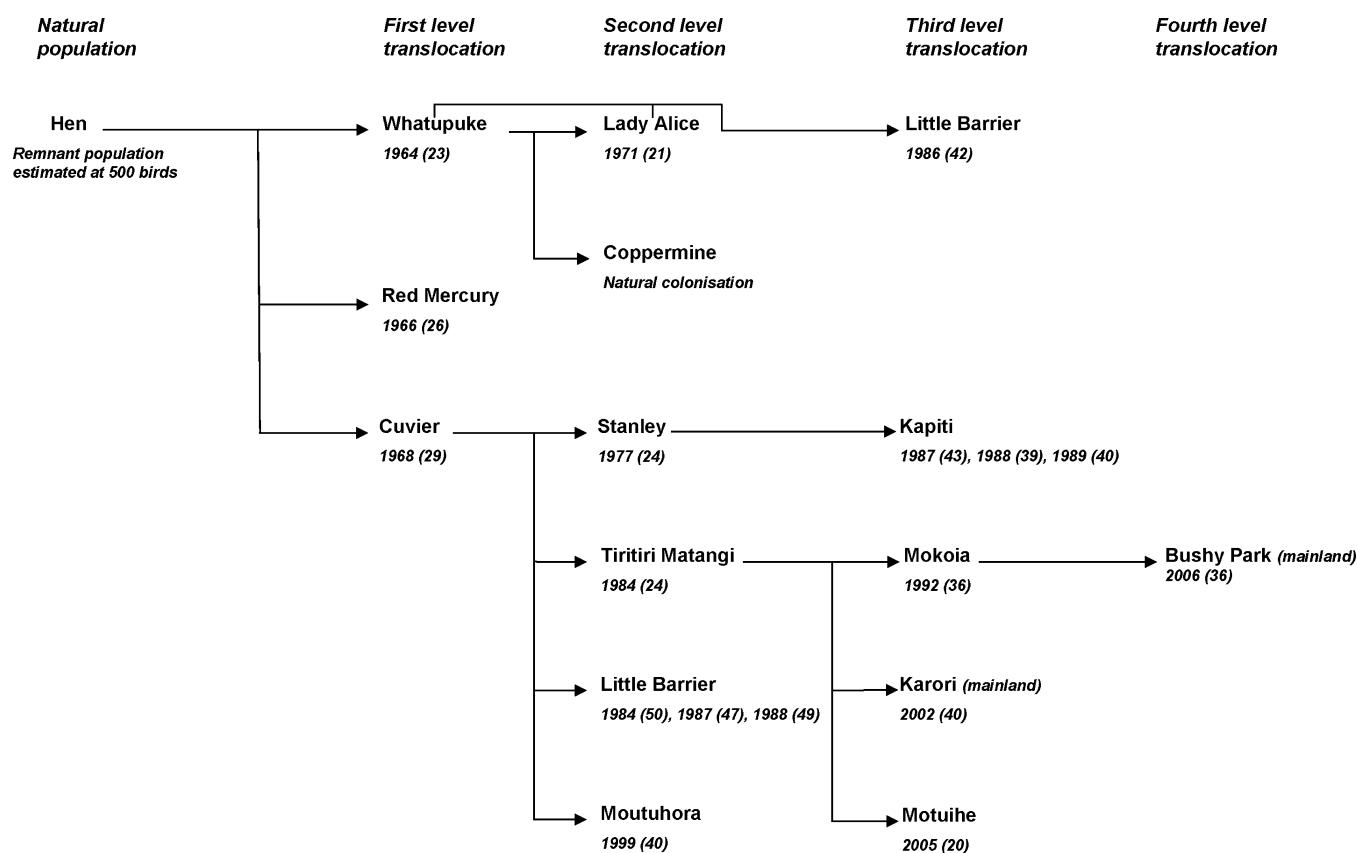 Natural population
First level translocation
Second level translocation
Third level translocation
Fourth level translocation
Hen
Remnant population
estimated at 500 birds
Whatupuke
1964 (23)
Lady Alice
1971 (21)
Little Barrier
1986 (42)
Coppermine
Natural colonisation
Red Mercury
1966 (26)
Cuvier
1968 (29)
Stanley
1977 (24)
Kapiti
1987 (43), 1988 (39), 1989 (40)
Tiritiri Matangi
1984 (24)
Mokoia
1992 (36)
Bushy Park (mainland)
2006 (36)
Little Barrier
1984 (50), 1987 (47), 1988 (49)
Karori (mainland)
2002 (40)
Moutuhora
1999 (40)
Motuihe
2005 (20)